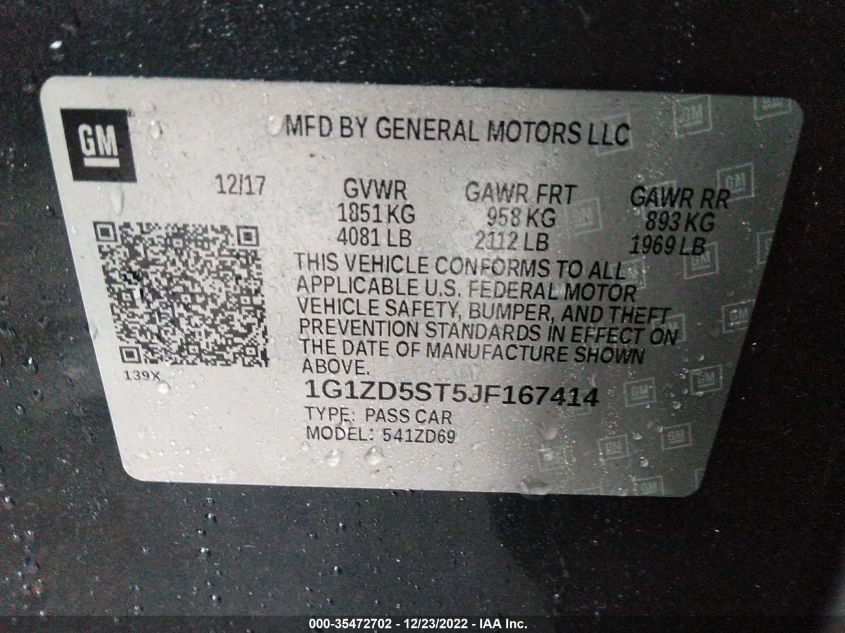 GM
MFD BY GENERAL MOTORS LLC
12/17 GVWR GAWR FRT GAWR RR
1851 KG 958 KG 893 KG
4081 LB 2112 LB 1969 LB
THIS VEHICLE CONFORMS TO ALL
APPLICABLE U.S. FEDERAL MOTOR
VEHICLE SAFETY, BUMPER, AND THEFT
PREVENTION STANDARDS IN EFFECT ON
THE DATE OF MANUFACTURE SHOWN
ABOVE.
139X
1G1ZD5ST5JF167414
TYPE: PASS CAR
MODEL: 541ZD69
000-35472702 - 12/23/2022 - IAA Inc.